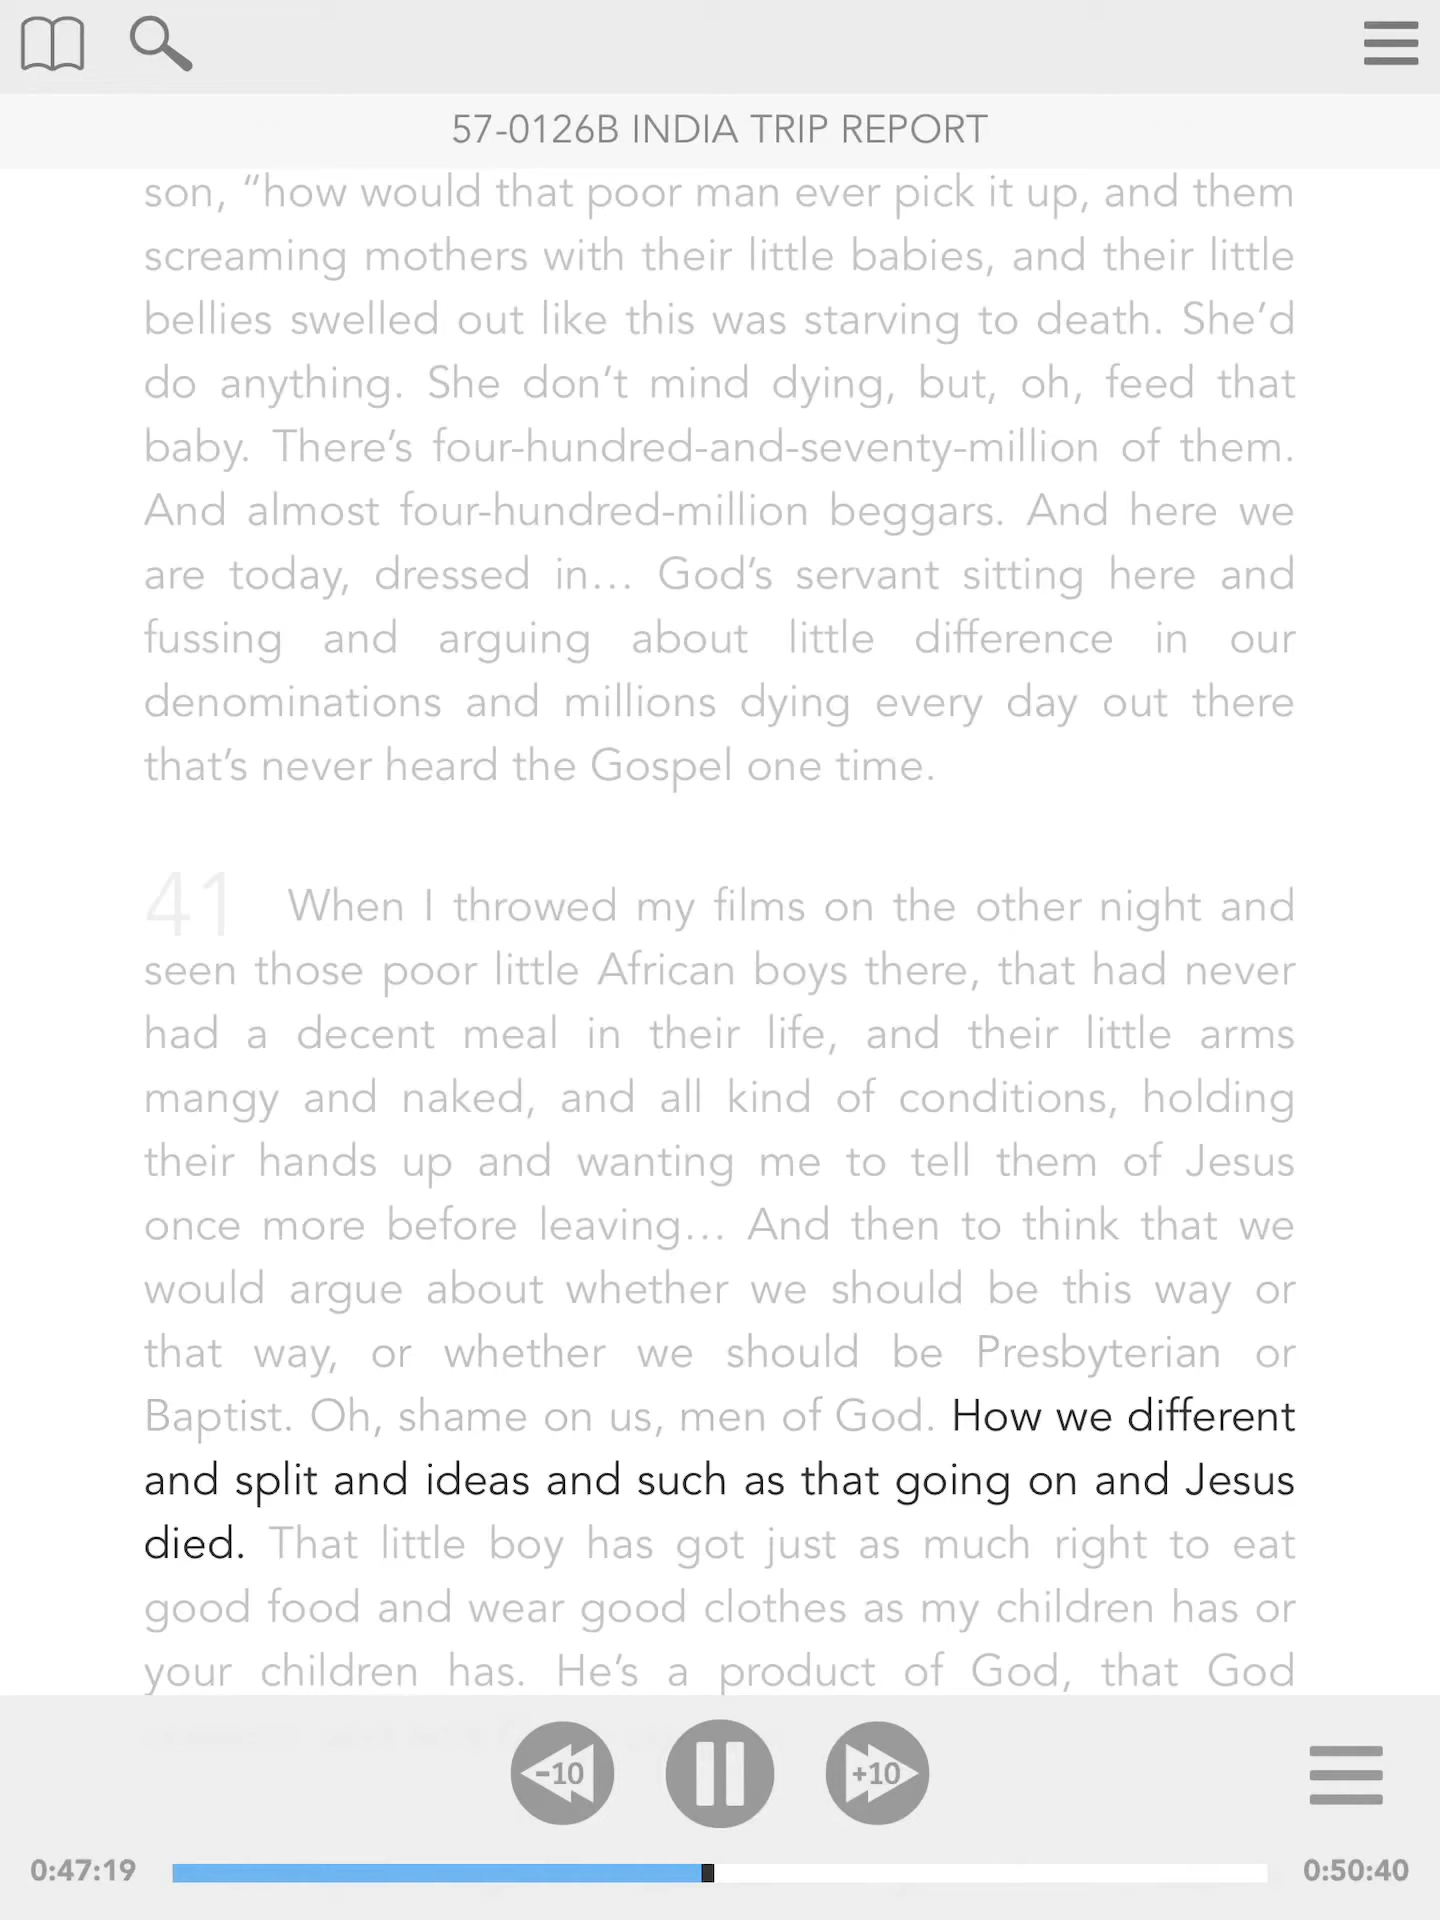 57-0126B INDIA TRIP REPORT
son, “how would that poor man ever pick it up, and them
screaming mothers with their little babies, and their little
bellies swelled out like this was starving to death. She’d
do anything. She don’t mind dying, but, oh, feed that
baby. There’s four-hundred-and-seventy-million of them.
And almost four-hundred-million beggars. And here we
are today, dressed in… God’s servant sitting here and
fussing and arguing about little difference in our
denominations and millions dying every day out there
that’s never heard the Gospel one time.
41 When I throwed my films on the other night and
seen those poor little African boys there, that had never
had a decent meal in their life, and their little arms
mangy and naked, and all kind of conditions, holding
their hands up and wanting me to tell them of Jesus
once more before leaving… And then to think that we
would argue about whether we should be this way or
that way, or whether we should be Presbyterian or
Baptist. Oh, shame on us, men of God. How we different
and split and ideas and such as that going on and Jesus
died. That little boy has got just as much right to eat
good food and wear good clothes as my children has or
your children has. He’s a product of God, that God
-10 +10
0:47:19 0:50:40